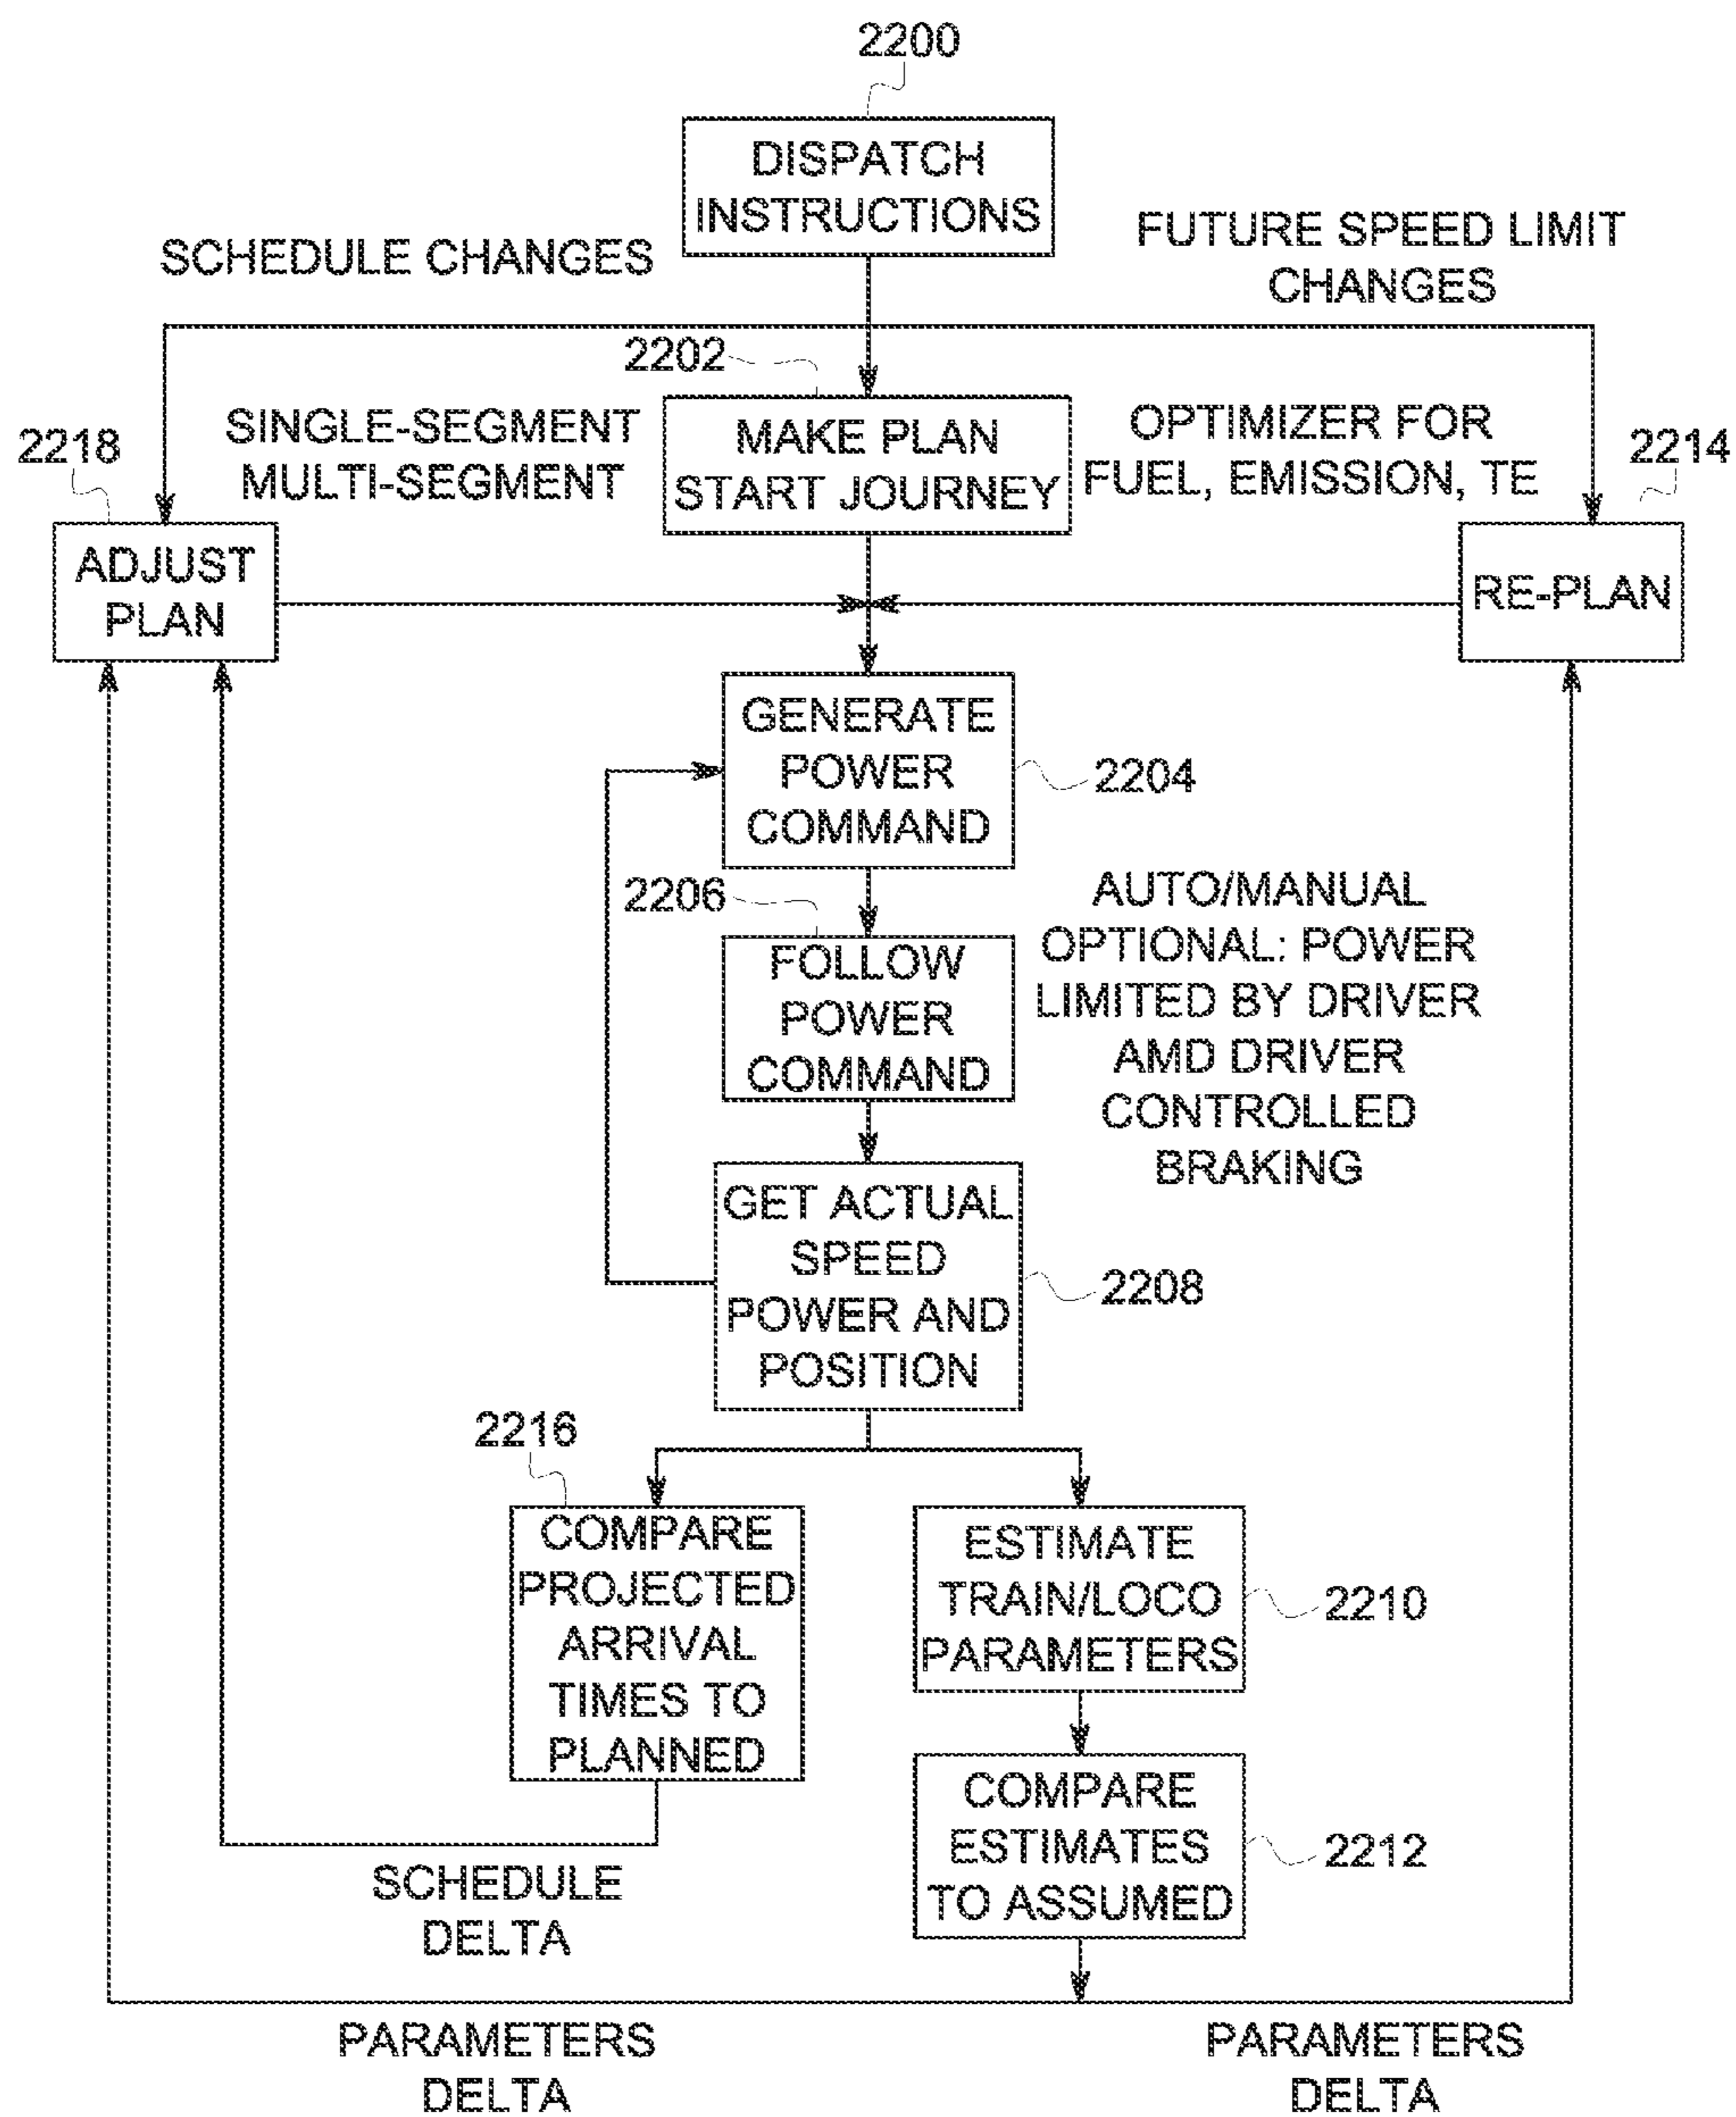 2200
DISPATCH
INSTRUCTIONS
SCHEDULE CHANGES
FUTURE SPEED LIMIT
CHANGES
2202
MAKE PLAN
START JOURNEY
SINGLE-SEGMENT
MULTI-SEGMENT
OPTIMIZER FOR
FUEL, EMISSION, TE
2218
ADJUST
PLAN
2214
RE-PLAN
GENERATE
POWER
COMMAND
2204
2206
FOLLOW
POWER
COMMAND
AUTO/MANUAL
OPTIONAL: POWER
LIMITED BY DRIVER
AMD DRIVER
CONTROLLED
BRAKING
GET ACTUAL
SPEED
POWER AND
POSITION
2208
2216
COMPARE
PROJECTED
ARRIVAL
TIMES TO
PLANNED
ESTIMATE
TRAIN/LOCO
PARAMETERS
2210
COMPARE
ESTIMATES
TO ASSUMED
2212
SCHEDULE
DELTA
PARAMETERS
DELTA
PARAMETERS
DELTA